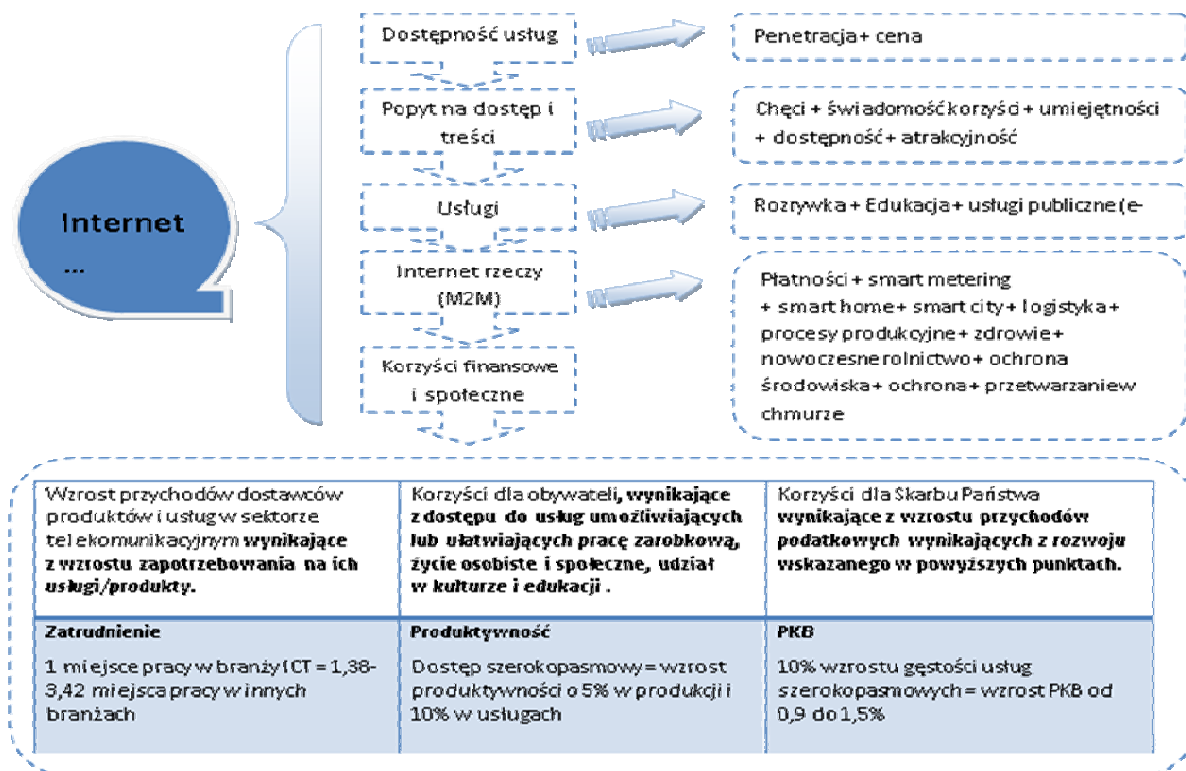 Internet
...
Dostępność usług
Penetracja + cena
Popyt na dostęp i
treści
Chęci + świadomość korzyści + umiejętności
+ dostępność + atrakcyjność
Usługi
Rozrywka + Edukacja + usługi publiczne (e-
Internet rzeczy
(M2M)
Płatności + smart metering
+ smart home + smart city + logistyka +
procesy produkcyjne + zdrowie +
nowoczesne rolnictwo + ochrona
środowiska + ochrona + przetwarzanie w
chmurze
Korzyści finansowe
i społeczne
Wzrost przychodów dostawców
produktów i usług w sektorze
telekomunikacyjnym wynikające
z wzrostu zapotrzebowania na ich
usługi/produkty.
Korzyści dla obywateli, wynikające
z dostępu do usług umożliwiających
lub ułatwiających pracę zarobkową,
życie osobiste i społeczne, udział
w kulturze i edukacji .
Korzyści dla Skarbu Państwa
wynikające z wzrostu przychodów
podatkowych wynikających z rozwoju
wskazanego w powyższych punktach.
Zatrudnienie
1 miejsce pracy w branży ICT = 1,38-
3,42 miejsca pracy w innych
branżach
Produktywność
Dostęp szerokopasmowy = wzrost
produktywności o 5% w produkcji i
10% w usługach
PKB
10% wzrostu gęstości usług
szerokopasmowych = wzrost PKB od
0,9 do 1,5%